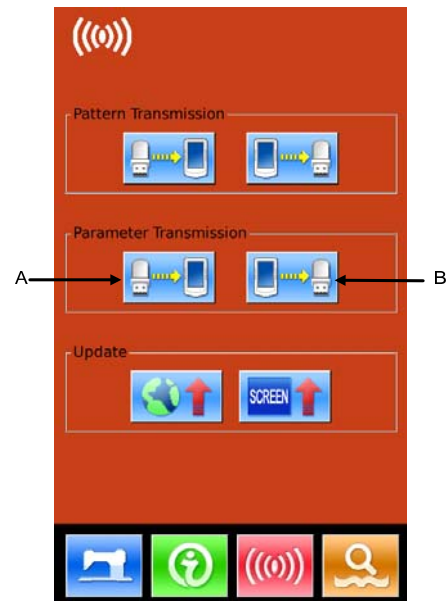 Pattern Transmission
Parameter Transmission
A
B
Update
SCREEN